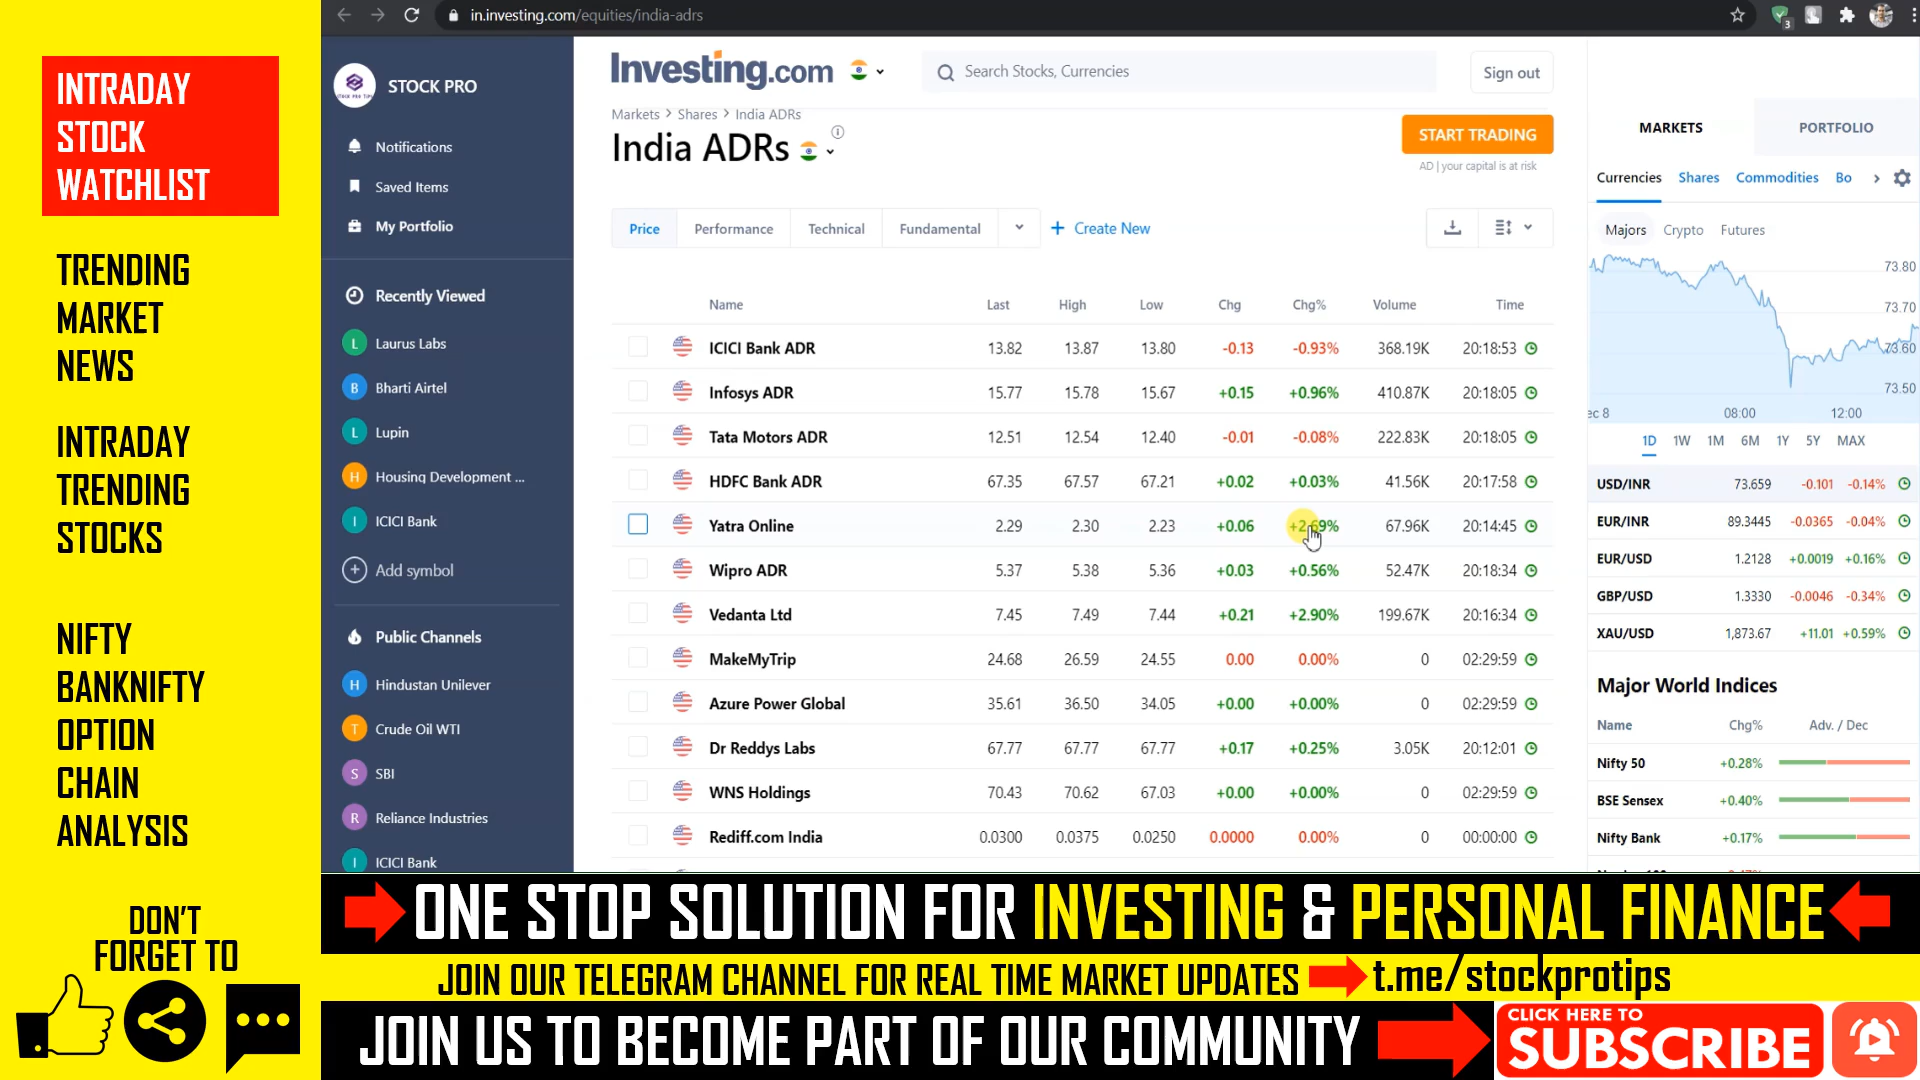 INTRADAY
STOCK
WATCHLIST
TRENDING
MARKET
NEWS
INTRADAY
TRENDING
STOCKS
NIFTY
BANKNIFTY
OPTION
CHAIN
ANALYSIS
DON'T
FORGET TO
in.investing.com/equities/india-adrs
3
STOCK PRO
Notifications
Saved Items
My Portfolio
Recently Viewed
L Laurus Labs
B Bharti Airtel
L Lupin
H Housing Development ...
I ICICI Bank
+ Add symbol
Public Channels
H Hindustan Unilever
T Crude Oil WTI
S SBI
R Reliance Industries
I ICICI Bank
Investing.com
Search Stocks, Currencies
Sign out
Markets > Shares > India ADRs
India ADRs
START TRADING
AD | your capital is at risk
Price Performance Technical Fundamental + Create New
Name Last High Low Chg Chg% Volume Time
ICICI Bank ADR 13.82 13.87 13.80 -0.13 -0.93% 368.19K 20:18:53
Infosys ADR 15.77 15.78 15.67 +0.15 +0.96% 410.87K 20:18:05
Tata Motors ADR 12.51 12.54 12.40 -0.01 -0.08% 222.83K 20:18:05
HDFC Bank ADR 67.35 67.57 67.21 +0.02 +0.03% 41.56K 20:17:58
Yatra Online 2.29 2.30 2.23 +0.06 +2.69% 67.96K 20:14:45
Wipro ADR 5.37 5.38 5.36 +0.03 +0.56% 52.47K 20:18:34
Vedanta Ltd 7.45 7.49 7.44 +0.21 +2.90% 199.67K 20:16:34
MakeMyTrip 24.68 26.59 24.55 0.00 0.00% 0 02:29:59
Azure Power Global 35.61 36.50 34.05 +0.00 +0.00% 0 02:29:59
Dr Reddys Labs 67.77 67.77 67.77 +0.17 +0.25% 3.05K 20:12:01
WNS Holdings 70.43 70.62 67.03 +0.00 +0.00% 0 02:29:59
Rediff.com India 0.0300 0.0375 0.0250 0.0000 0.00% 0 00:00:00
MARKETS PORTFOLIO
Currencies Shares Commodities Bo >
Majors Crypto Futures
73.80
73.70
73.60
73.50
ec 8 08:00 12:00
1D 1W 1M 6M 1Y 5Y MAX
USD/INR 73.659 -0.101 -0.14%
EUR/INR 89.3445 -0.0365 -0.04%
EUR/USD 1.2128 +0.0019 +0.16%
GBP/USD 1.3330 -0.0046 -0.34%
XAU/USD 1,873.67 +11.01 +0.59%
Major World Indices
Name Chg% Adv. / Dec
Nifty 50 +0.28%
BSE Sensex +0.40%
Nifty Bank +0.17%
ONE STOP SOLUTION FOR INVESTING & PERSONAL FINANCE
JOIN OUR TELEGRAM CHANNEL FOR REAL TIME MARKET UPDATES t.me/stockprotips
JOIN US TO BECOME PART OF OUR COMMUNITY
CLICK HERE TO
SUBSCRIBE